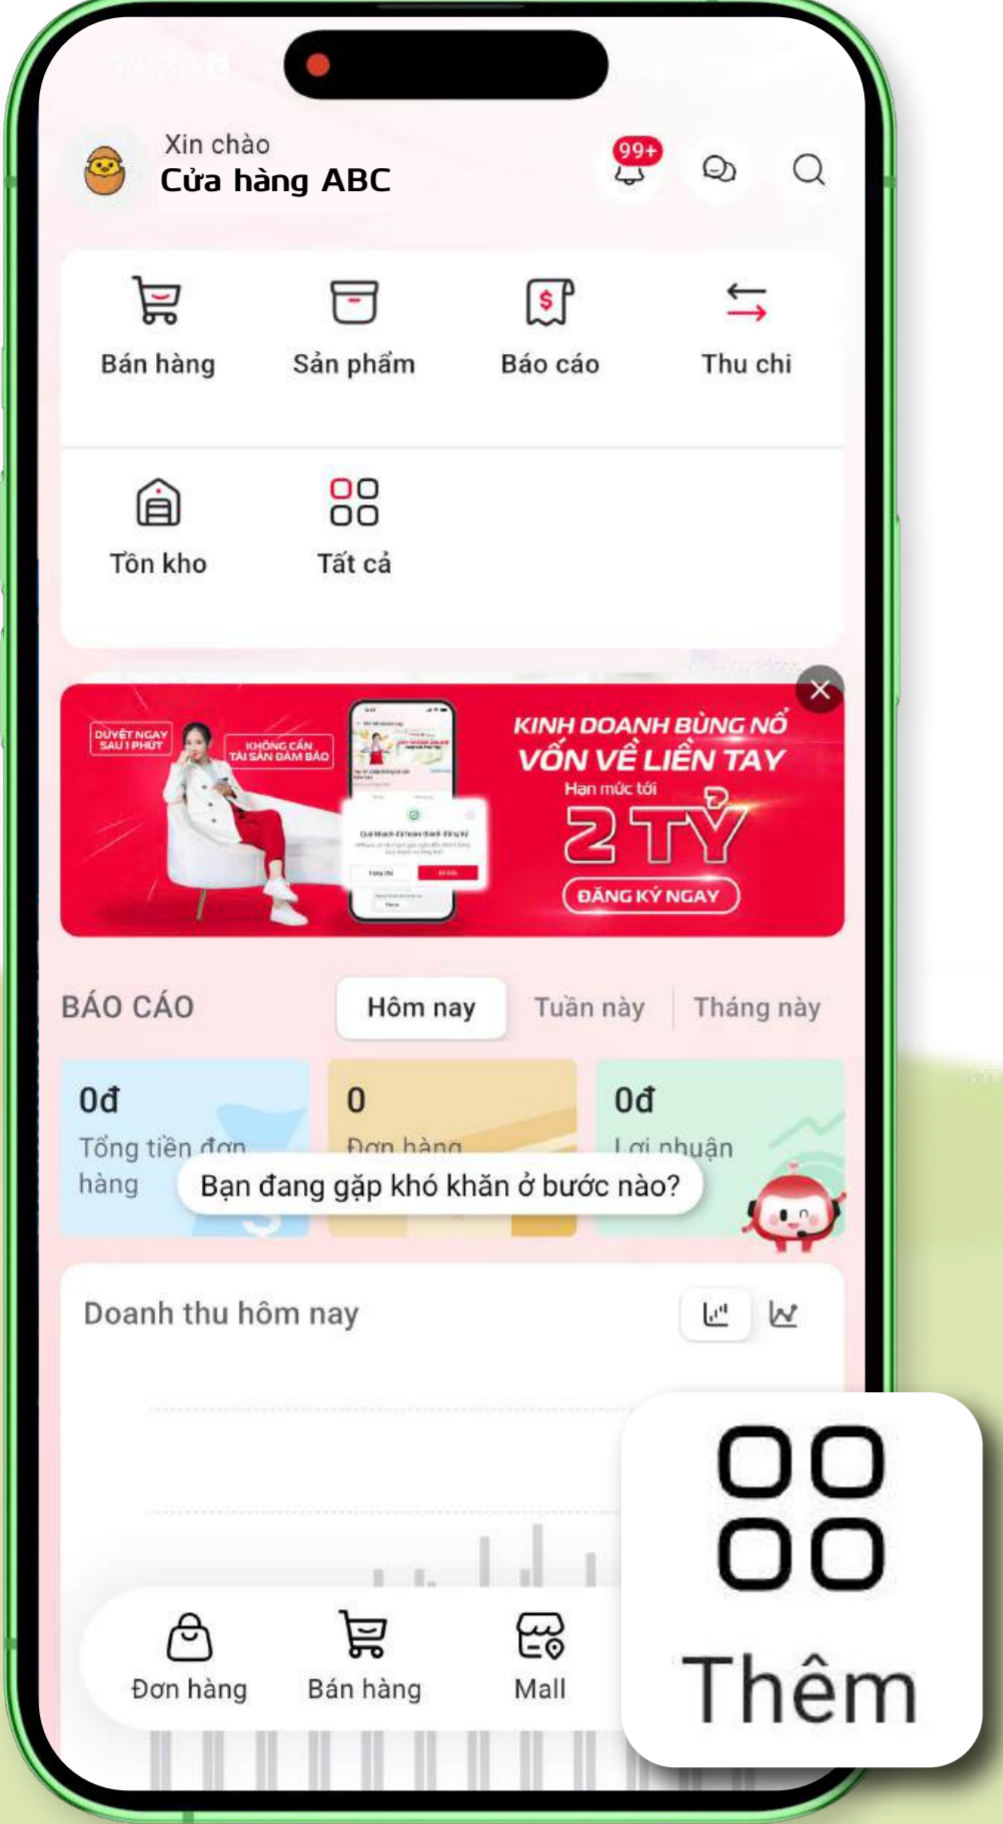 Xin chào
Cửa hàng ABC
99+
Bán hàng
Sản phẩm
Báo cáo
Thu chi
Tồn kho
Tất cả
DUYỆT NGAY
SAU 1 PHÚT
KHÔNG CẦN
TÀI SẢN ĐẢM BẢO
KINH DOANH BÙNG NỔ
VỐN VỀ LIỀN TAY
Hạn mức tới
2 TỶ
ĐĂNG KÝ NGAY
BÁO CÁO
Hôm nay
Tuần này
Tháng này
0đ
Tổng tiền đơn
hàng
0
Đơn hàng
0đ
Lợi nhuận
Bạn đang gặp khó khăn ở bước nào?
Doanh thu hôm nay
Đơn hàng
Bán hàng
Mall
Thêm